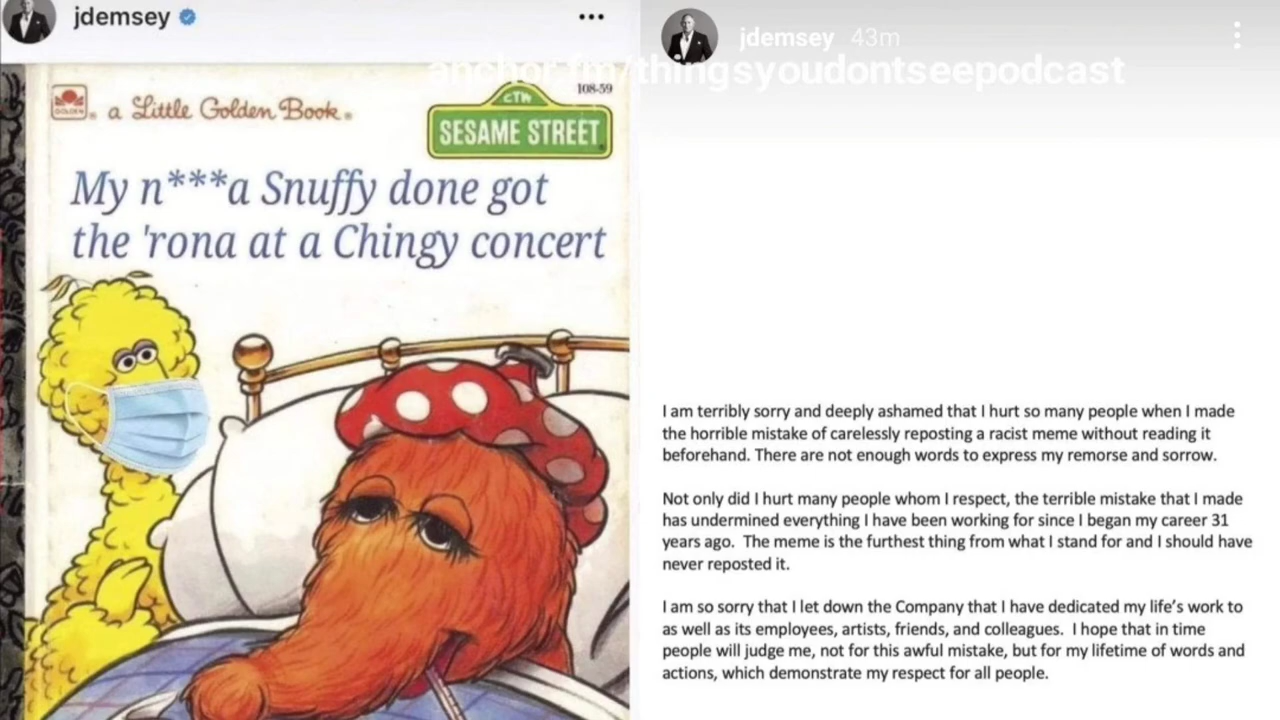 jdemsey
GOLDEN
a Little Golden Book®
108-59
CTW
SESAME STREET
My n***a Snuffy done got
the 'rona at a Chingy concert
jdemsey 43m
anchor.fm/thingsyoudontseepodcast
I am terribly sorry and deeply ashamed that I hurt so many people when I made
the horrible mistake of carelessly reposting a racist meme without reading it
beforehand. There are not enough words to express my remorse and sorrow.
Not only did I hurt many people whom I respect, the terrible mistake that I made
has undermined everything I have been working for since I began my career 31
years ago. The meme is the furthest thing from what I stand for and I should have
never reposted it.
I am so sorry that I let down the Company that I have dedicated my life's work to
as well as its employees, artists, friends, and colleagues. I hope that in time
people will judge me, not for this awful mistake, but for my lifetime of words and
actions, which demonstrate my respect for all people.